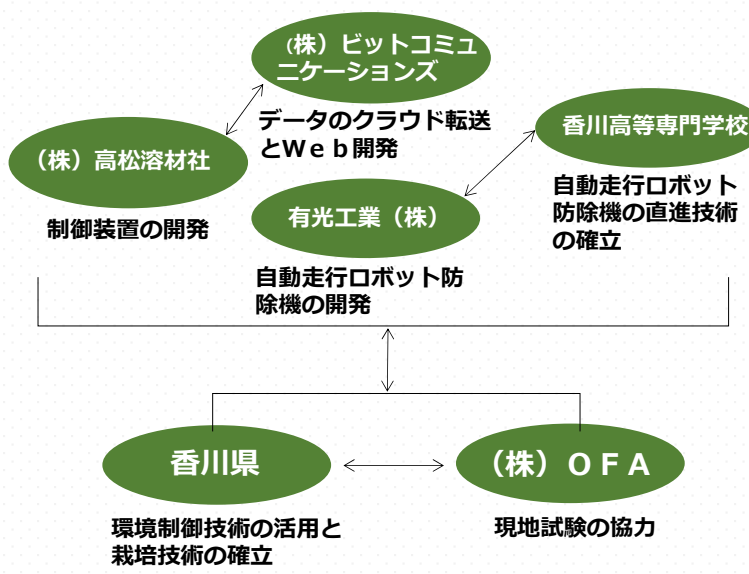 （株）ビットコミュ
ニケーションズ
データのクラウド転送
とＷｅｂ開発
香川高等専門学校
自動走行ロボット
防除機の直進技術
の確立
（株）高松溶材社
制御装置の開発
有光工業（株）
自動走行ロボット防
除機の開発
香川県
環境制御技術の活用と
栽培技術の確立
（株）ＯＦＡ
現地試験の協力